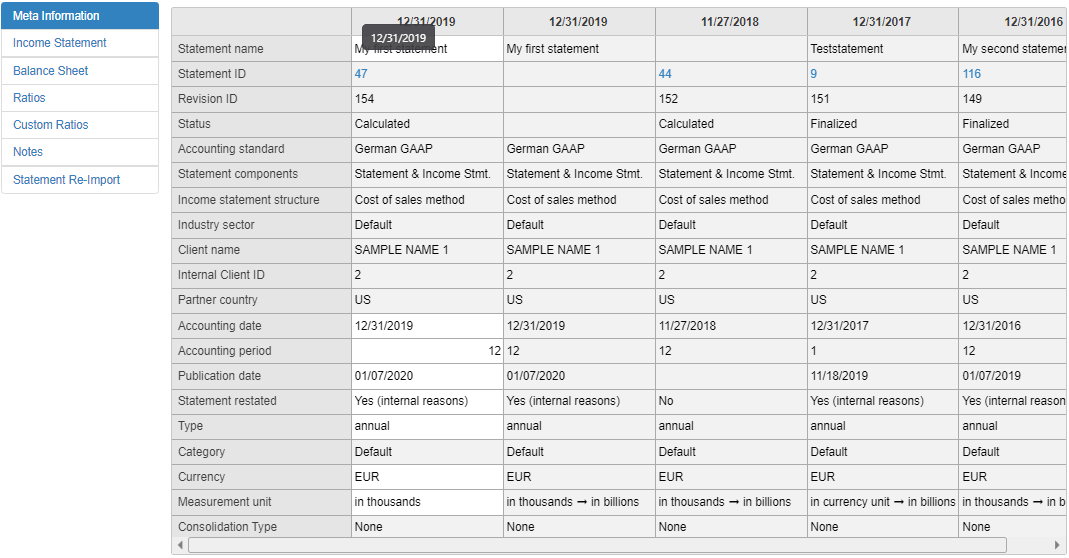 Meta Information
Income Statement
Balance Sheet
Ratios
Custom Ratios
Notes
Statement Re-Import
12/31/2019 12/31/2019 11/27/2018 12/31/2017 12/31/2016
12/31/2019
Statement name My first statement My first statement Teststatement My second statemen
Statement ID 47 44 9 116
Revision ID 154 152 151 149
Status Calculated Calculated Finalized Finalized
Accounting standard German GAAP German GAAP German GAAP German GAAP German GAAP
Statement components Statement & Income Stmt. Statement & Income Stmt. Statement & Income Stmt. Statement & Income Stmt. Statement & Income
Income statement structure Cost of sales method Cost of sales method Cost of sales method Cost of sales method Cost of sales metho
Industry sector Default Default Default Default Default
Client name SAMPLE NAME 1 SAMPLE NAME 1 SAMPLE NAME 1 SAMPLE NAME 1 SAMPLE NAME 1
Internal Client ID 2 2 2 2 2
Partner country US US US US US
Accounting date 12/31/2019 12/31/2019 11/27/2018 12/31/2017 12/31/2016
Accounting period 12 12 12 1 12
Publication date 01/07/2020 01/07/2020 11/18/2019 01/07/2019
Statement restated Yes (internal reasons) Yes (internal reasons) No Yes (internal reasons) Yes (internal reason
Type annual annual annual annual annual
Category Default Default Default Default Default
Currency EUR EUR EUR EUR EUR
Measurement unit in thousands in thousands ➞ in billions in thousands ➞ in billions in currency unit ➞ in billions in thousands ➞ in b
Consolidation Type None None None None None